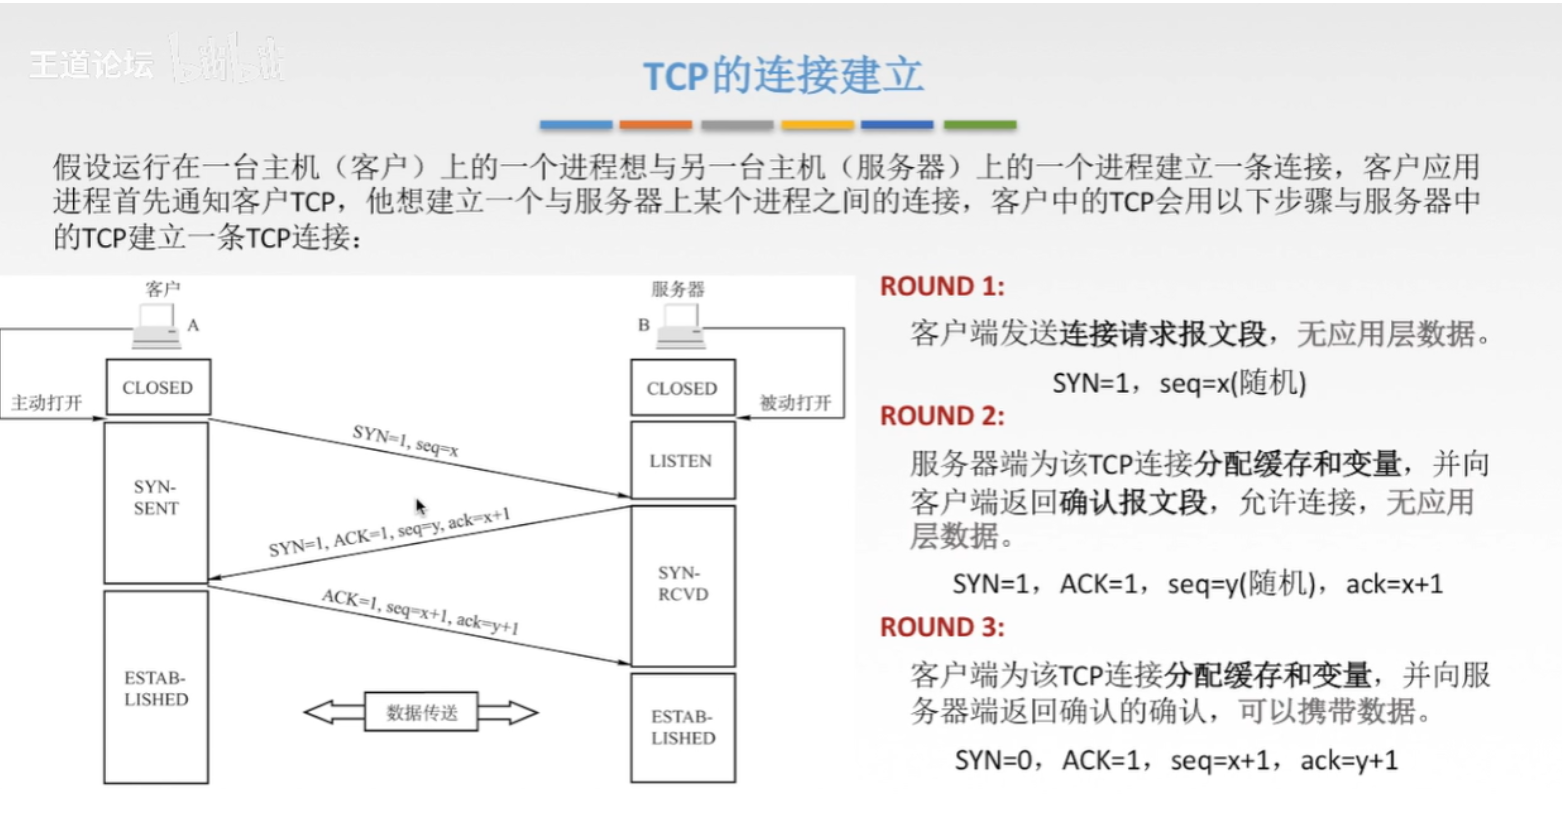 王道论坛 bilibili
TCP的连接建立
假设运行在一台主机（客户）上的一个进程想与另一台主机（服务器）上的一个进程建立一条连接，客户应用
进程首先通知客户TCP，他想建立一个与服务器上某个进程之间的连接，客户中的TCP会用以下步骤与服务器中
的TCP建立一条TCP连接：
客户
服务器
A
B
CLOSED
CLOSED
主动打开
被动打开
SYN=1, seq=x
LISTEN
SYN-
SENT
SYN=1, ACK=1, seq=y, ack=x+1
SYN-
RCVD
ACK=1, seq=x+1, ack=y+1
ESTAB-
LISHED
数据传送
ESTAB-
LISHED
ROUND 1:
客户端发送连接请求报文段，无应用层数据。
SYN=1，seq=x(随机)
ROUND 2:
服务器端为该TCP连接分配缓存和变量，并向
客户端返回确认报文段，允许连接，无应用
层数据。
SYN=1，ACK=1，seq=y(随机)，ack=x+1
ROUND 3:
客户端为该TCP连接分配缓存和变量，并向服
务器端返回确认的确认，可以携带数据。
SYN=0，ACK=1，seq=x+1，ack=y+1